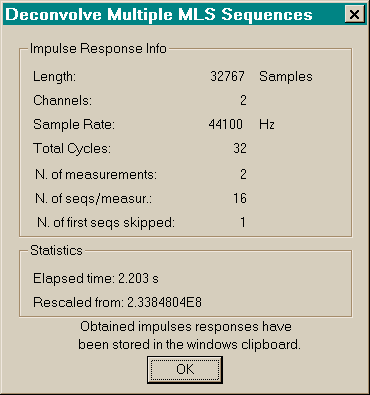 Deconvolve Multiple MLS Sequences
Impulse Response Info
Length: 32767 Samples
Channels: 2
Sample Rate: 44100 Hz
Total Cycles: 32
N. of measurements: 2
N. of seqs/measur.: 16
N. of first seqs skipped: 1
Statistics
Elapsed time: 2.203 s
Rescaled from: 2.3384804E8
Obtained impulses responses have
been stored in the windows clipboard.
OK